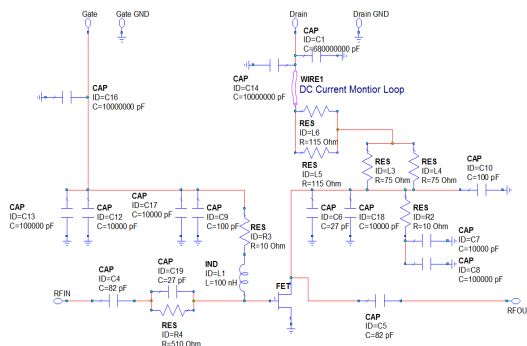 Gate
Gate GND
Drain
Drain GND
CAP
ID=C1
C=680000000 pF
CAP
ID=C16
C=10000000 pF
CAP
ID=C14
C=10000000 pF
WIRE1
DC Current Montior Loop
RES
ID=L6
R=115 Ohm
RES
ID=L5
R=115 Ohm
RES
ID=L3
R=75 Ohm
RES
ID=L4
R=75 Ohm
CAP
ID=C10
C=100 pF
CAP
ID=C13
C=100000 pF
CAP
ID=C12
C=10000 pF
CAP
ID=C17
C=10000 pF
CAP
ID=C9
C=100 pF
RES
ID=R3
R=10 Ohm
CAP
ID=C6
C=27 pF
CAP
ID=C18
C=10000 pF
RES
ID=R2
R=10 Ohm
CAP
ID=C7
C=10000 pF
CAP
ID=C8
C=100000 pF
IND
ID=L1
L=100 nH
CAP
ID=C4
C=82 pF
CAP
ID=C19
C=27 pF
RFIN
RES
ID=R4
R=510 Ohm
FET
CAP
ID=C5
C=82 pF
RFOU